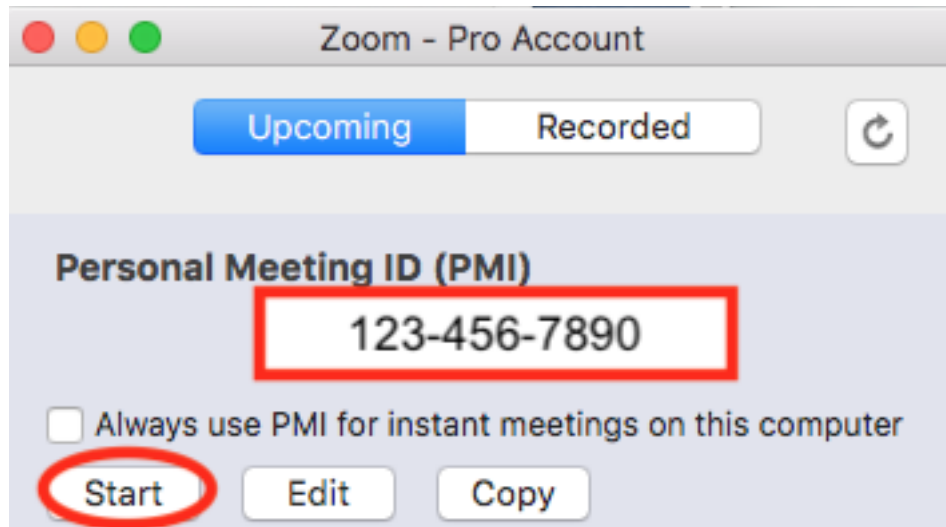 Zoom - Pro Account
Upcoming Recorded
Personal Meeting ID (PMI)
123-456-7890
Always use PMI for instant meetings on this computer
Start Edit Copy